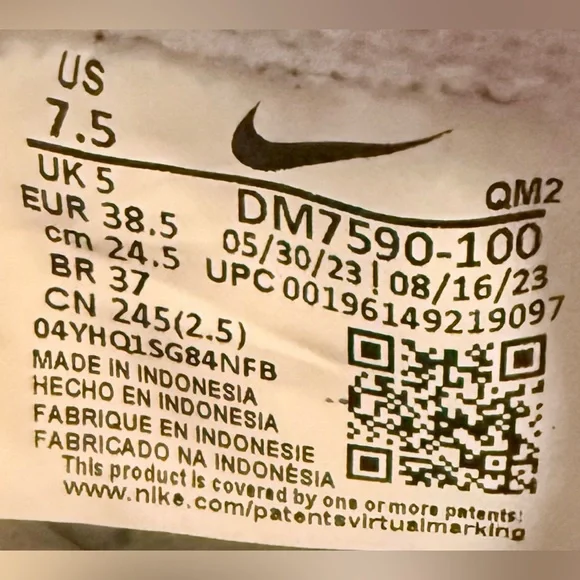 US
7.5
UK 5
EUR 38.5
cm 24.5
BR 37
CN 245(2.5)
04YHQ1SG84NFB
QM2
DM7590-100
05/30/23 | 08/16/23
UPC 00196149219097
MADE IN INDONESIA
HECHO EN INDONESIA
FABRIQUE EN INDONESIE
FABRICADO NA INDONÉSIA
This product is covered by one or more patents:
www.nike.com/patentsvirtualmarking